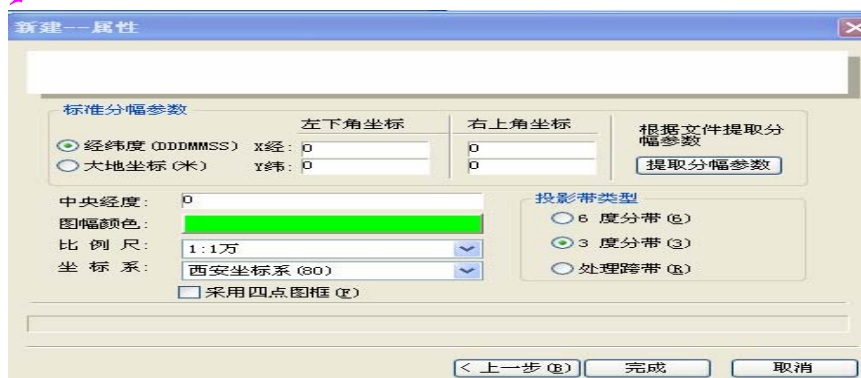 新建--属性
标准分幅参数
左下角坐标 右上角坐标
根据文件提取分
幅参数
经纬度(DDDMMSS) X经: 0 0
大地坐标(米) Y纬: 0 0
提取分幅参数
中央经度: 0
图幅颜色:
比 例 尺: 1:1万
坐 标 系: 西安坐标系(80)
采用四点图框(F)
投影带类型
6 度分带(6)
3 度分带(3)
处理跨带(R)
< 上一步(B) 完成 取消